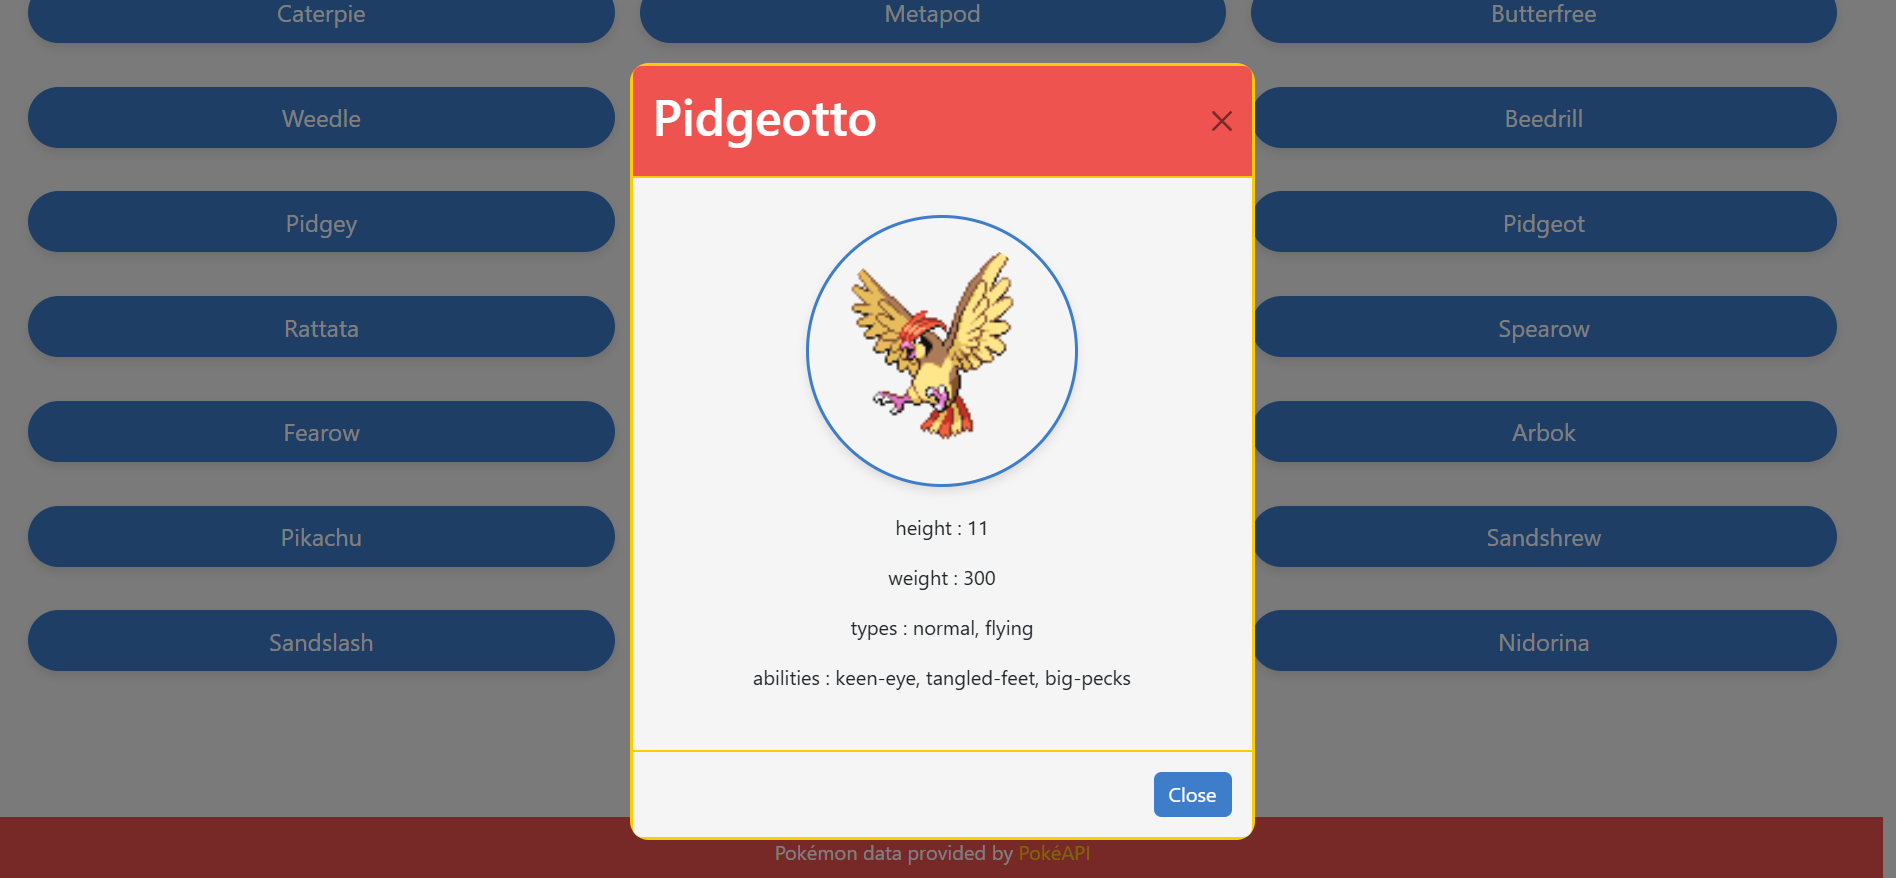 Caterpie Metapod Butterfree
Weedle Beedrill
Pidgey Pidgeot
Rattata Spearow
Fearow Arbok
Pikachu Sandshrew
Sandslash Nidorina
Pidgeotto
height : 11
weight : 300
types : normal, flying
abilities : keen-eye, tangled-feet, big-pecks
Close
Pokémon data provided by PokéAPI